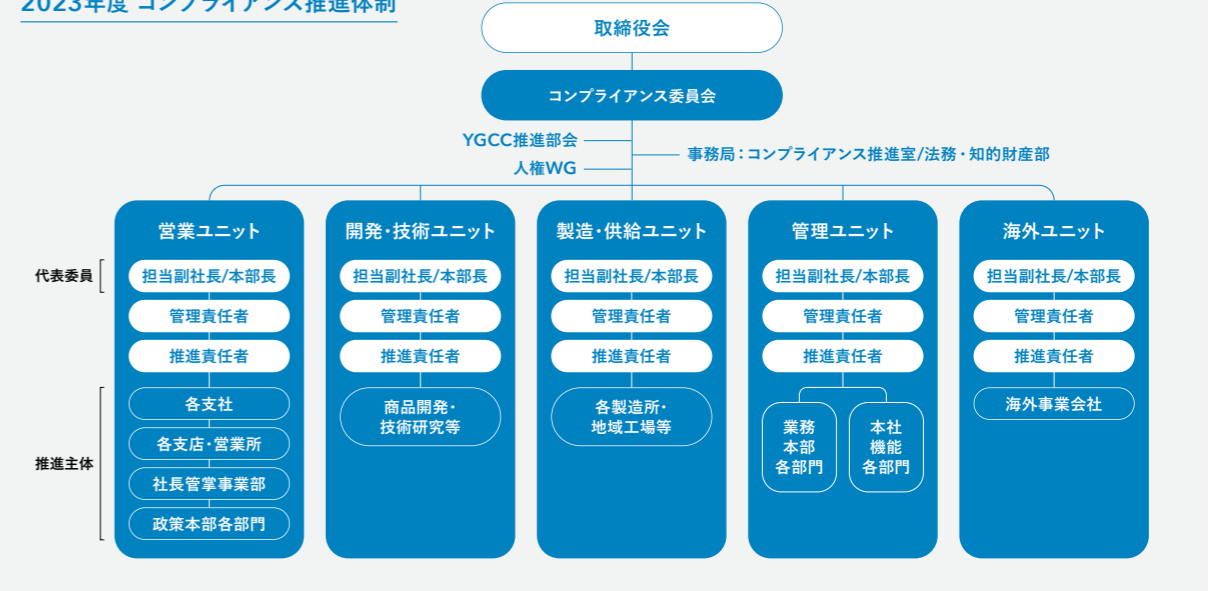 2023年度 コンプライアンス推進体制
取締役会
コンプライアンス委員会
YGCC推進部会
人権WG
事務局：コンプライアンス推進室/法務・知的財産部
代表委員
推進主体
営業ユニット
担当副社長/本部長
管理責任者
推進責任者
各支社
各支店・営業所
社長管掌事業部
政策本部各部門
開発・技術ユニット
担当副社長/本部長
管理責任者
推進責任者
商品開発・
技術研究等
製造・供給ユニット
担当副社長/本部長
管理責任者
推進責任者
各製造所・
地域工場等
管理ユニット
担当副社長/本部長
管理責任者
推進責任者
業務
本部
各部門
本社
機能
各部門
海外ユニット
担当副社長/本部長
管理責任者
推進責任者
海外事業会社